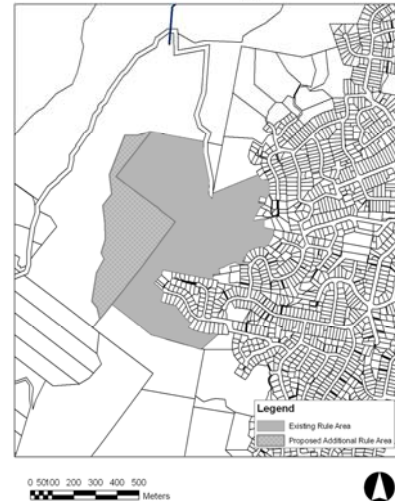 Legend
Existing Rule Area
Proposed Additional Rule Area
0 50100 200 300 400 500
Meters